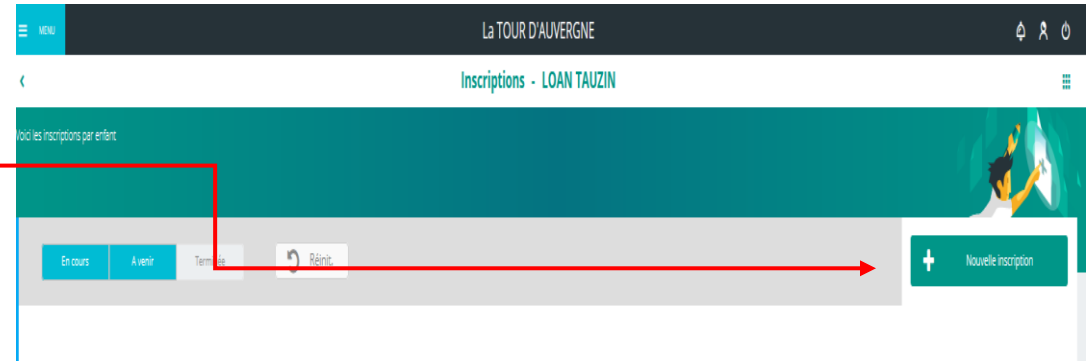 MENU
La TOUR D'AUVERGNE
Inscriptions - LOAN TAUZIN
Voici les inscriptions par enfant
En cours
A venir
Terminée
Réinit.
Nouvelle inscription